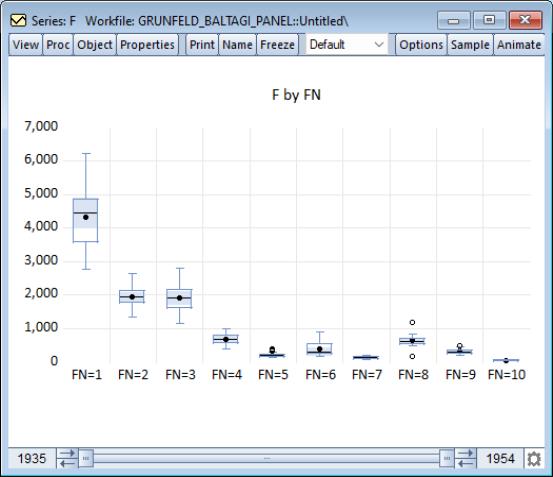 Series: F Workfile: GRUNFELD_BALTAGI_PANEL::Untitled\
View Proc Object Properties Print Name Freeze Default Options Sample Animate
F by FN
7,000
6,000
5,000
4,000
3,000
2,000
1,000
0
FN=1 FN=2 FN=3 FN=4 FN=5 FN=6 FN=7 FN=8 FN=9 FN=10
1935 1954